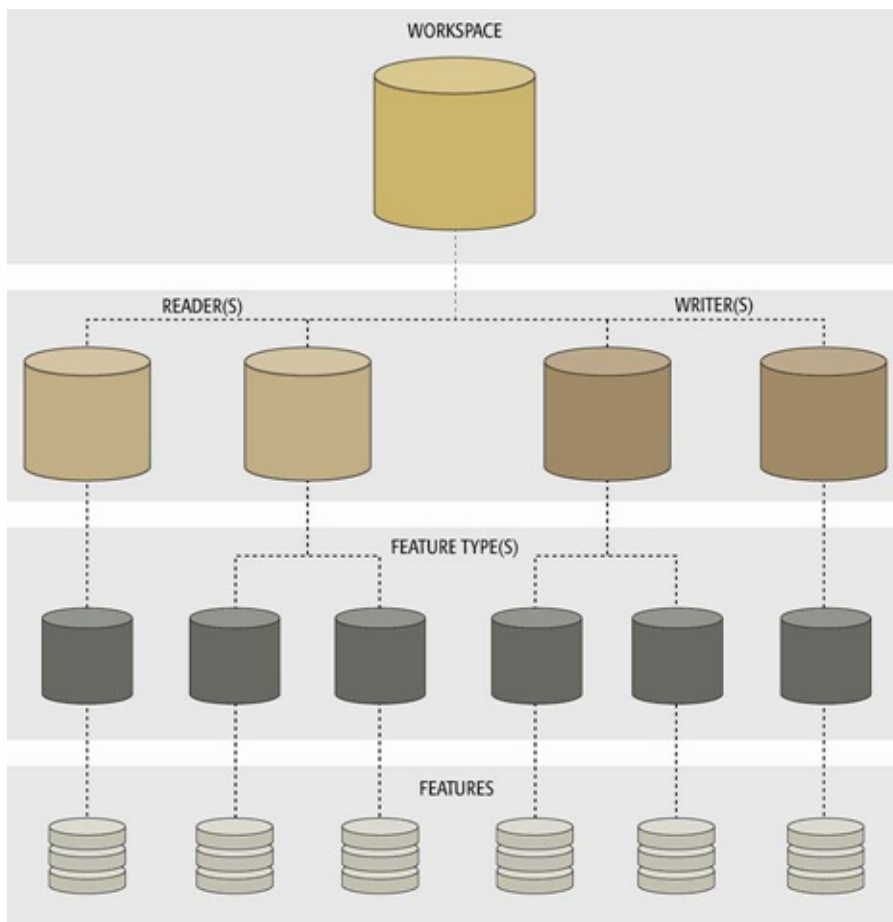 WORKSPACE
READER(S)
WRITER(S)
FEATURE TYPE(S)
FEATURES